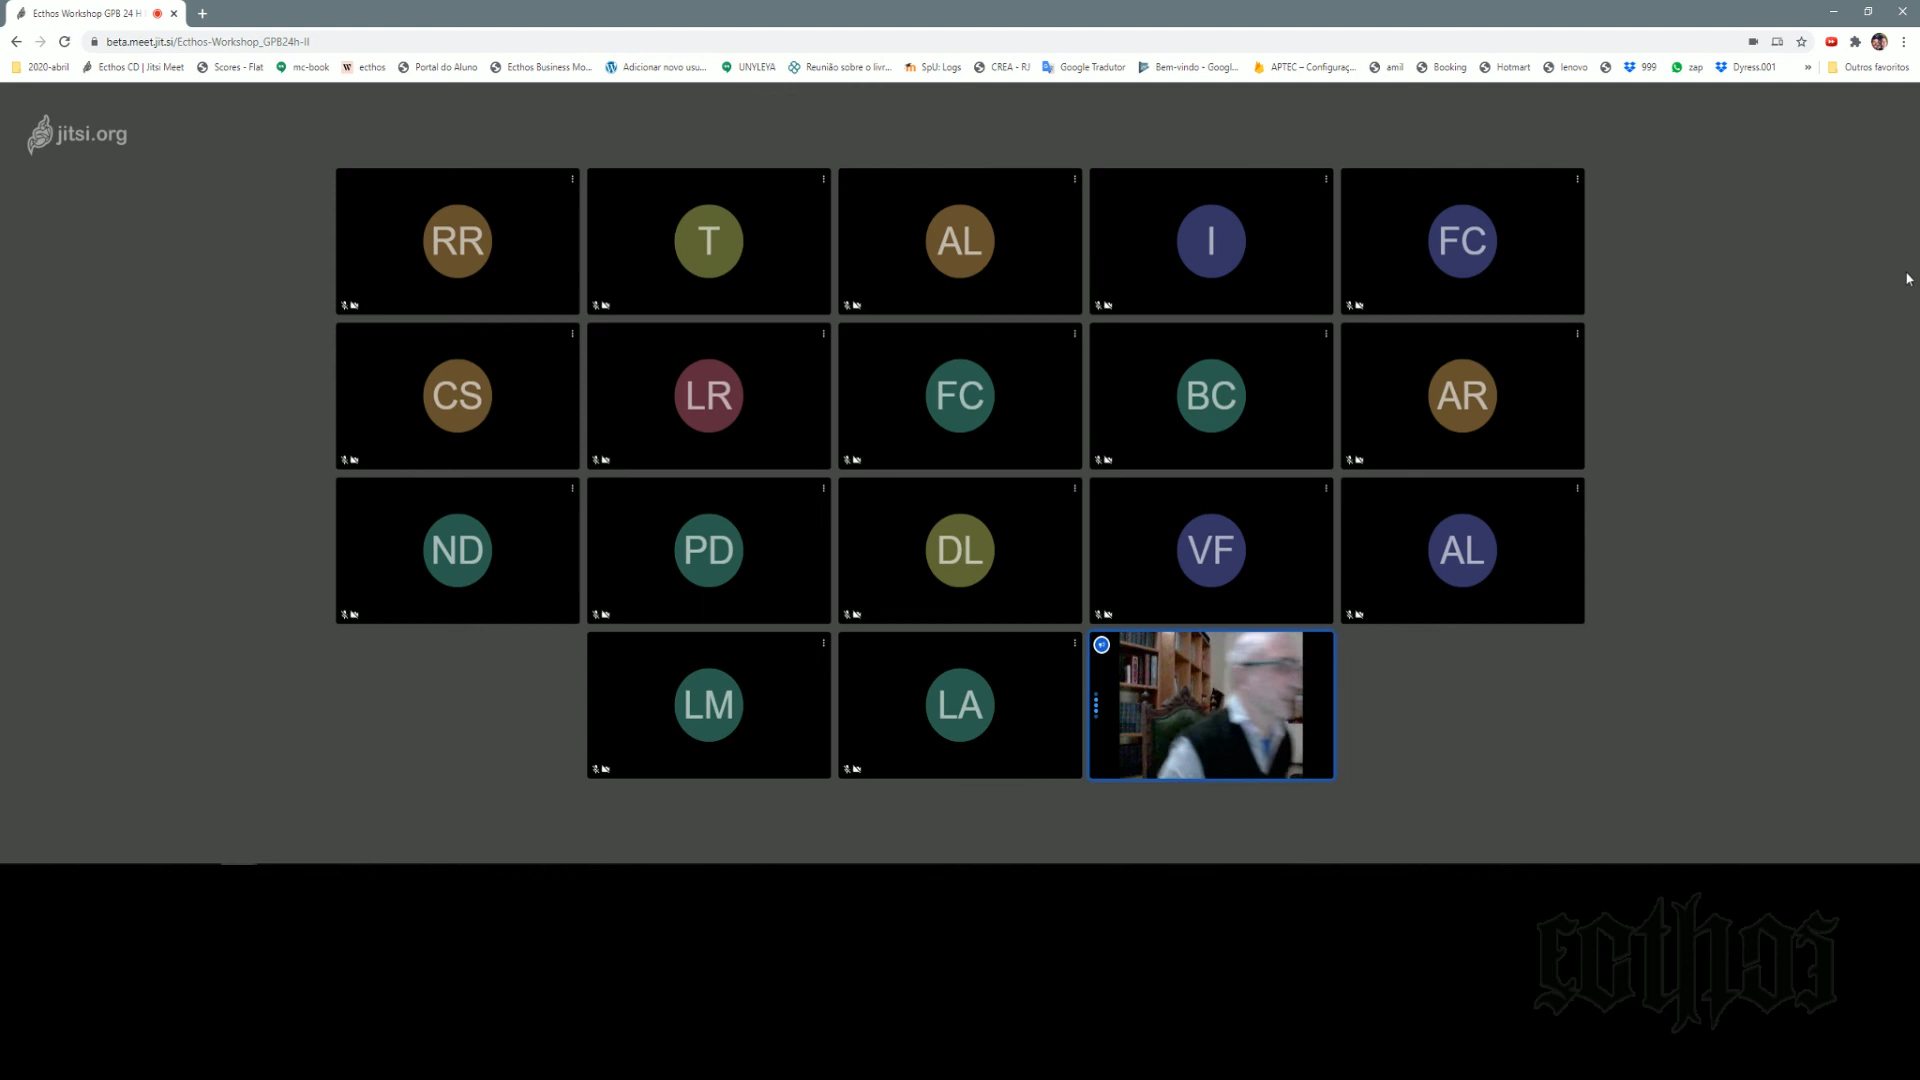 Ecthos Workshop GPB 24 H
beta.meet.jit.si/Ecthos-Workshop_GPB24h-II
2020-abril
Ecthos CD | Jitsi Meet
Scores - Flat
mc-book
ecthos
Portal do Aluno
Ecthos Business Mo...
Adicionar novo usu...
UNYLEYA
Reunião sobre o livr...
SpU: Logs
CREA - RJ
Google Tradutor
Bem-vindo - Googl...
APTEC – Configuraç...
amil
Booking
Hotmart
lenovo
999
zap
Dyress.001
»
Outros favoritos
jitsi.org
RR
T
AL
I
FC
CS
LR
FC
BC
AR
ND
PD
DL
VF
AL
LM
LA
Ecthos